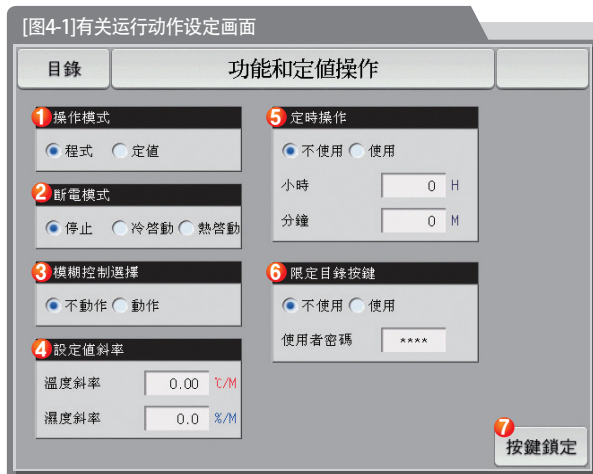 [图4-1]有关运行动作设定画面
目錄
功能和定值操作
1 操作模式
程式 定值
2 斷電模式
停止 冷啓動 熱啓動
3 模糊控制選擇
不動作 動作
4 設定值斜率
溫度斜率 0.00 ℃/M
濕度斜率 0.0 %/M
5 定時操作
不使用 使用
小時 0 H
分鐘 0 M
6 限定目錄按鍵
不使用 使用
使用者密碼 ****
7
按鍵鎖定